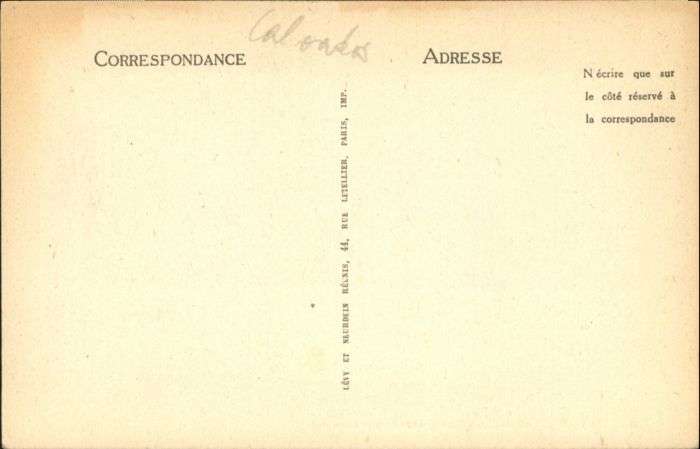 Calvados
CORRESPONDANCE
ADRESSE
N'écrire que sur
le côté réservé à
la correspondance
LÉVY ET NEURDEIN RÉUNIS, 44, RUE LETELLIER, PARIS, IMP.